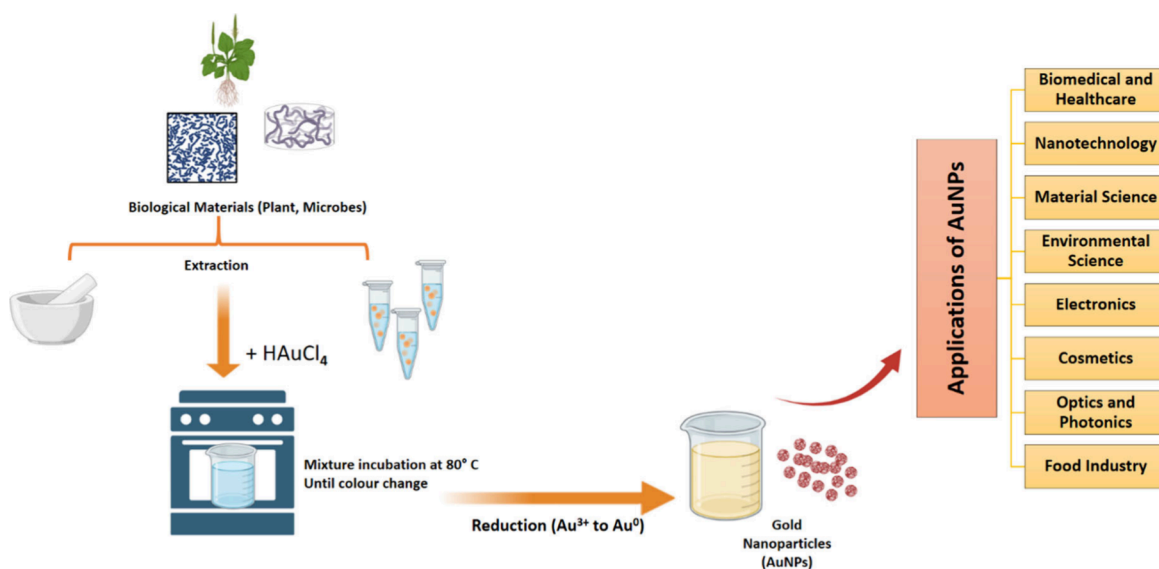 Biological Materials (Plant, Microbes)
Extraction
+ HAuCl₄
Mixture incubation at 80° C
Until colour change
Reduction (Au³⁺ to Au⁰)
Gold
Nanoparticles
(AuNPs)
Applications of AuNPs
Biomedical and
Healthcare
Nanotechnology
Material Science
Environmental
Science
Electronics
Cosmetics
Optics and
Photonics
Food Industry